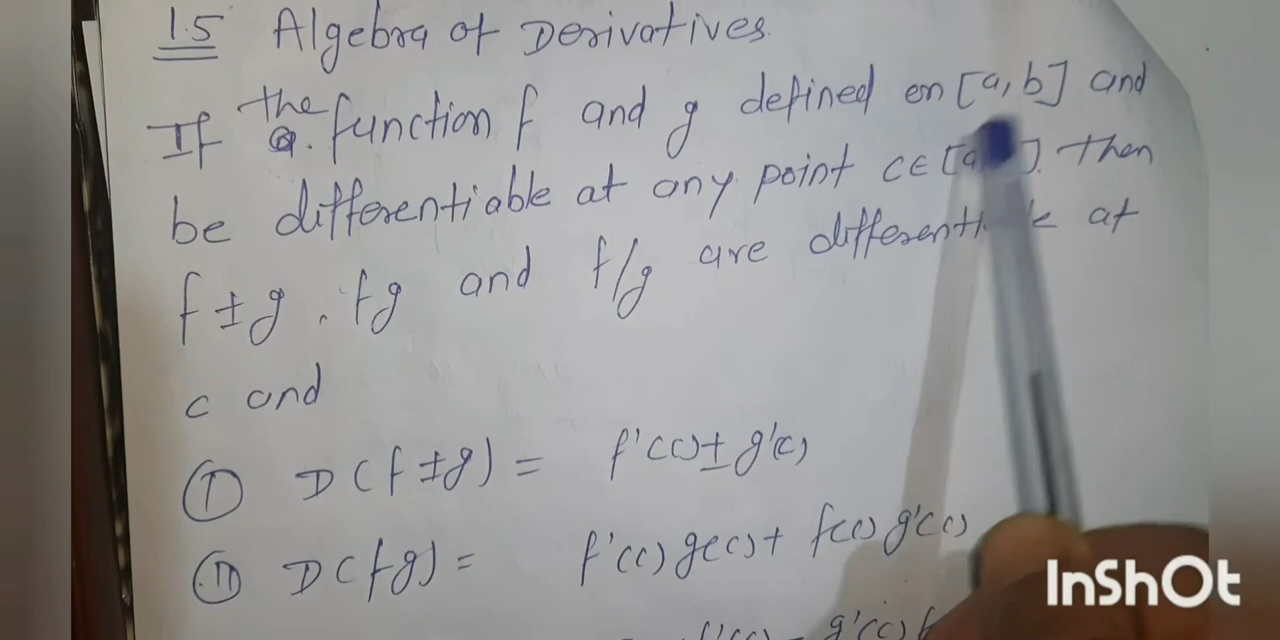 1.5 Algebra of Derivatives.
If the function f and g defined on [a, b] and
be differentiable at any point c ∈ [a ]. then
f ± g, fg and f/g are at
c and
I D(f ± g) = f'(c) ± g'(c)
II D(fg) = f'(c) g(c) + f(c) g'(c)
g'(c)
InShOt